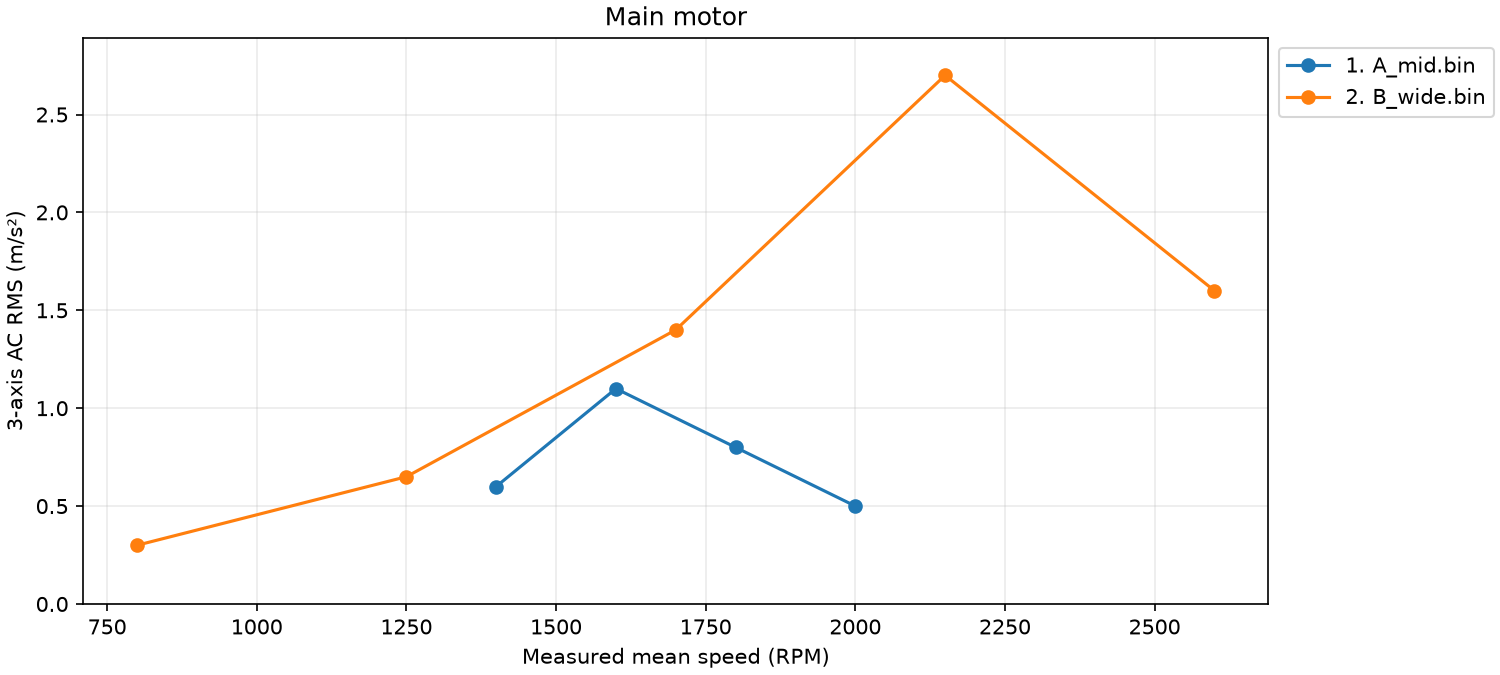 Main motor
1. A_mid.bin
2. B_wide.bin
3-axis AC RMS (m/s²)
2.5
2.0
1.5
1.0
0.5
0.0
750 1000 1250 1500 1750 2000 2250 2500
Measured mean speed (RPM)